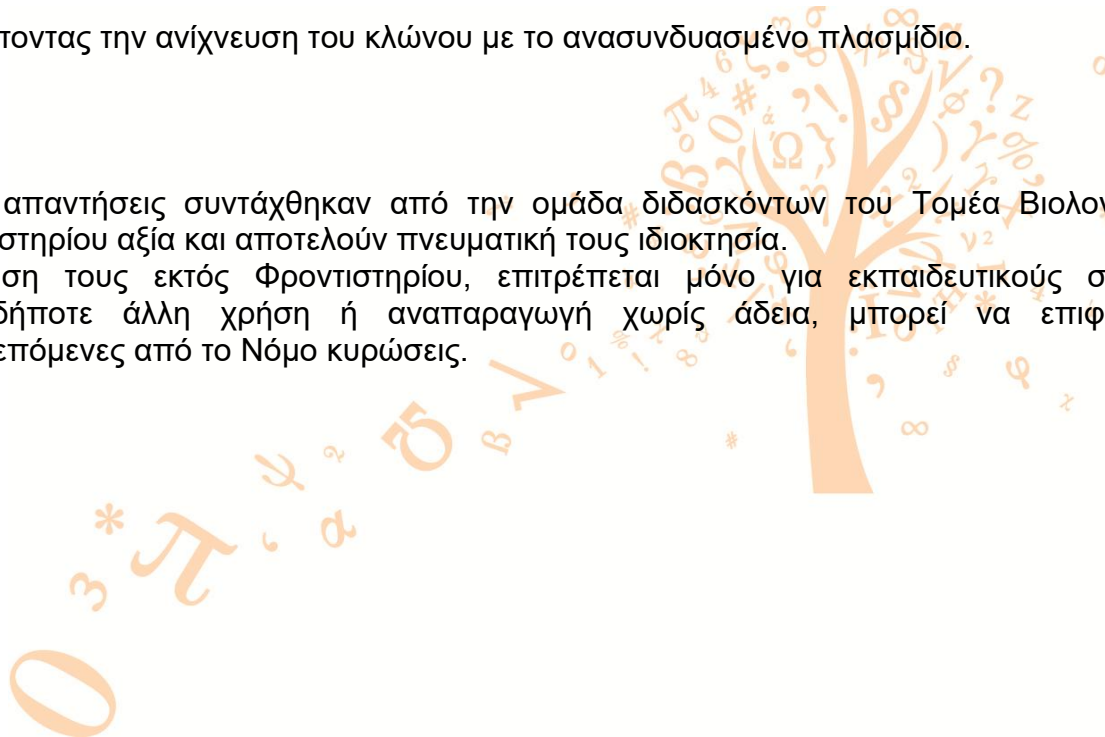 τοντας την ανίχνευση του κλώνου με το ανασυνδυασμένο πλασμίδιο.
απαντήσεις συντάχθηκαν από την ομάδα διδασκόντων του Τομέα Βιολογ
στηρίου αξία και αποτελούν πνευματική τους ιδιοκτησία.
ση τους εκτός Φροντιστηρίου, επιτρέπεται μόνο για εκπαιδευτικούς σ
δήποτε άλλη χρήση ή αναπαραγωγή χωρίς άδεια, μπορεί να επιφ
επόμενες από το Νόμο κυρώσεις.